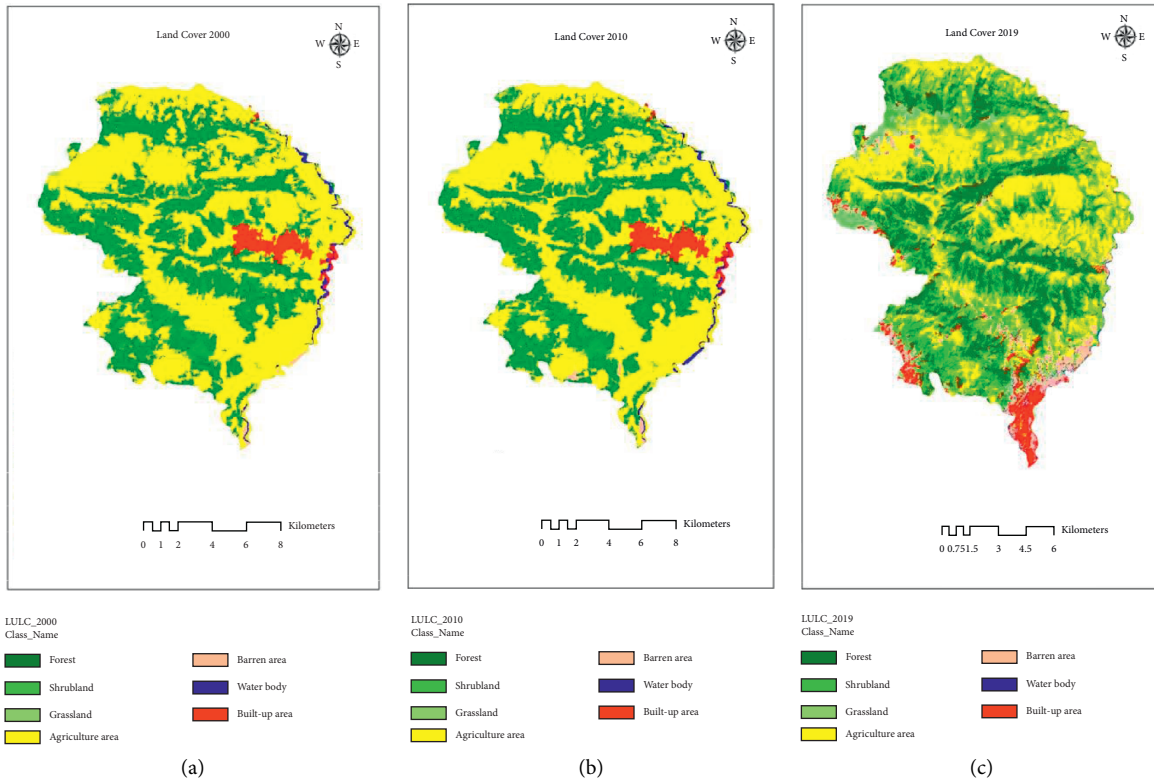 Land Cover 2000
N
W E
S
Kilometers
0 1 2 4 6 8
LULC_2000
Class_Name
Forest
Shrubland
Grassland
Agriculture area
Barren area
Water body
Built-up area
(a)
Land Cover 2010
N
W E
S
Kilometers
0 1 2 4 6 8
LULC_2010
Class_Name
Forest
Shrubland
Grassland
Agriculture area
Barren area
Water body
Built-up area
(b)
Land Cover 2019
N
W E
S
Kilometers
0 0.75 1.5 3 4.5 6
LULC_2019
Class_Name
Forest
Shrubland
Grassland
Agriculture area
Barren area
Water body
Built-up area
(c)